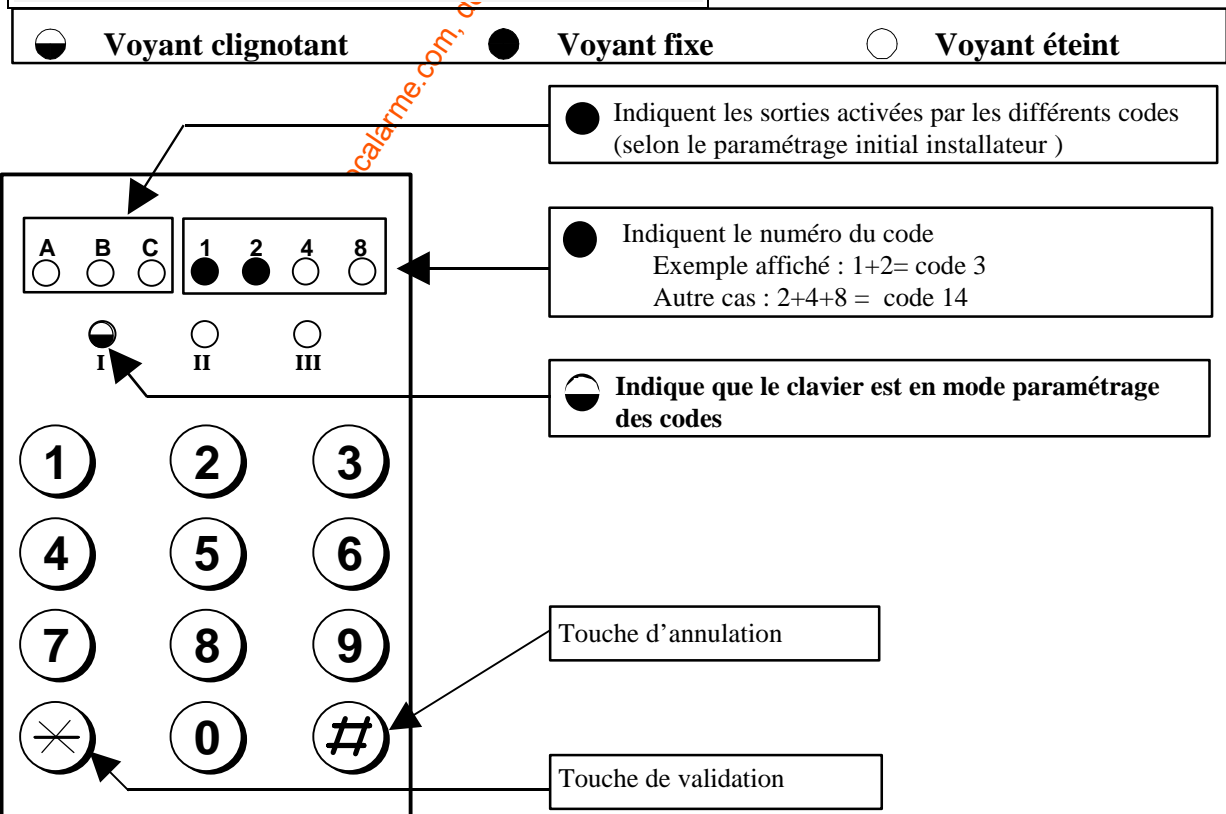 Voyant clignotant Voyant fixe Voyant éteint
ocalarme.com, d
Indiquent les sorties activées par les différents codes
(selon le paramétrage initial installateur )
A B C 1 2 4 8
Indiquent le numéro du code
Exemple affiché : 1+2= code 3
Autre cas : 2+4+8 = code 14
I II III
Indique que le clavier est en mode paramétrage
des codes
1 2 3
4 5 6
7 8 9
Touche d’annulation
* 0 #
Touche de validation